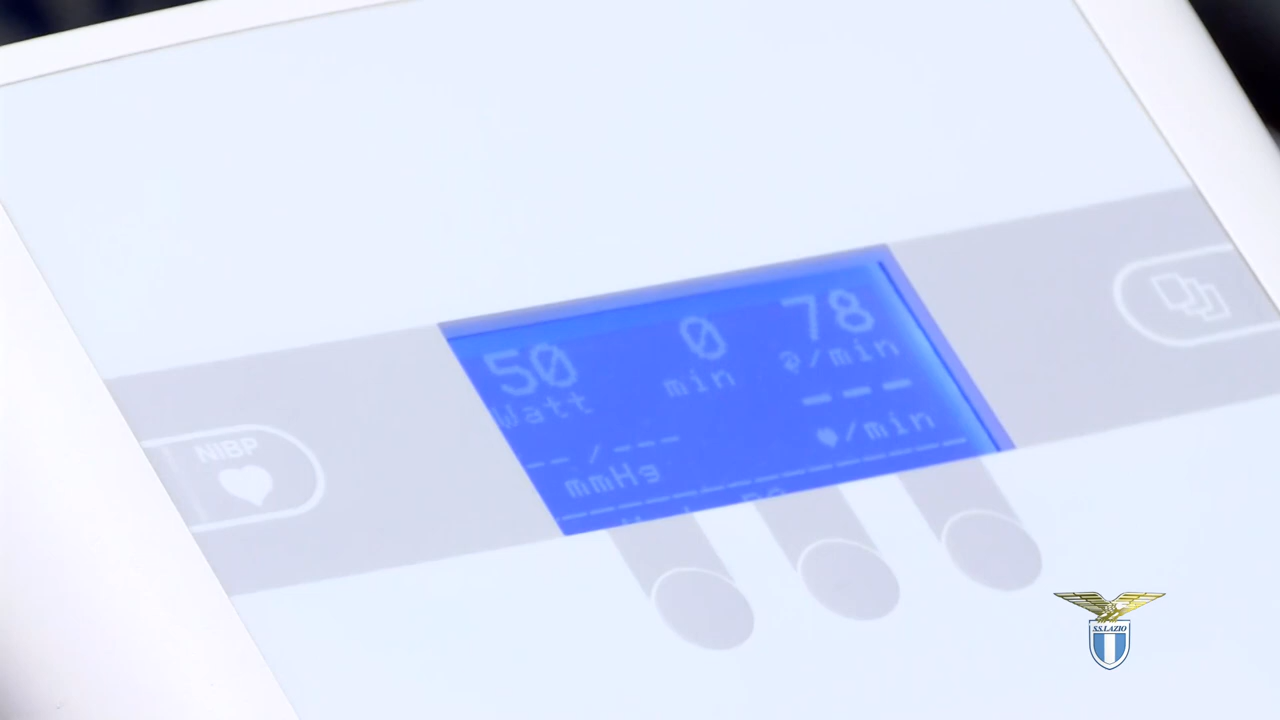 50 0 78
Watt min /min
--/--- ---
mmHg /min
NIBP
S.S.LAZIO